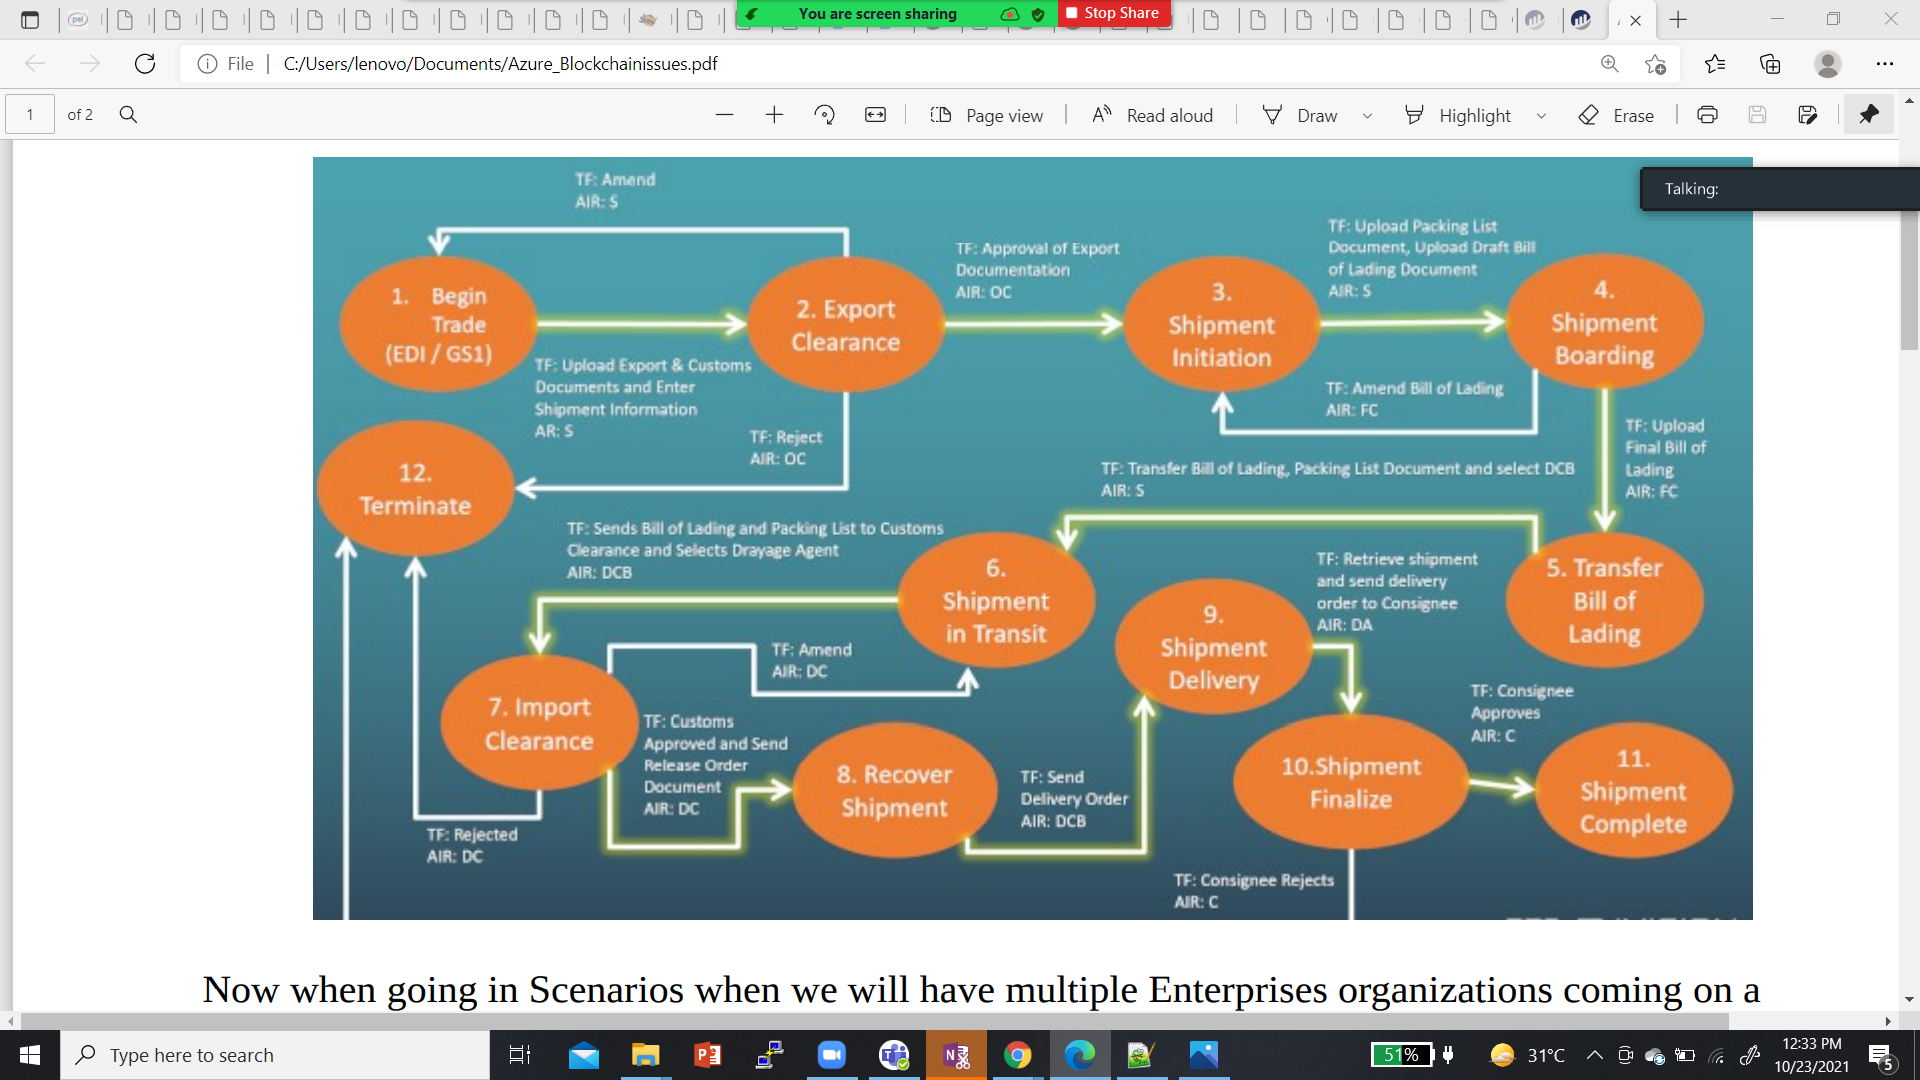 You are screen sharing
Stop Share
File
C:/Users/lenovo/Documents/Azure_Blockchainissues.pdf
1
of 2
Page view
Read aloud
Draw
Highlight
Erase
Talking:
TF: Amend
AIR: S
1. Begin
Trade
(EDI / GS1)
TF: Upload Export & Customs
Documents and Enter
Shipment Information
AR: S
2. Export
Clearance
TF: Approval of Export
Documentation
AIR: OC
3.
Shipment
Initiation
TF: Upload Packing List
Document, Upload Draft Bill
of Lading Document
AIR: S
4.
Shipment
Boarding
TF: Amend Bill of Lading
AIR: FC
TF: Upload
Final Bill of
Lading
AIR: FC
TF: Reject
AIR: OC
12.
Terminate
TF: Transfer Bill of Lading, Packing List Document and select DCB
AIR: S
5. Transfer
Bill of
Lading
TF: Sends Bill of Lading and Packing List to Customs
Clearance and Selects Drayage Agent
AIR: DCB
6.
Shipment
in Transit
TF: Amend
AIR: DC
7. Import
Clearance
TF: Customs
Approved and Send
Release Order
Document
AIR: DC
TF: Rejected
AIR: DC
8. Recover
Shipment
TF: Send
Delivery Order
AIR: DCB
9.
Shipment
Delivery
TF: Retrieve shipment
and send delivery
order to Consignee
AIR: DA
10.Shipment
Finalize
TF: Consignee
Approves
AIR: C
11.
Shipment
Complete
TF: Consignee Rejects
AIR: C
Now when going in Scenarios when we will have multiple Enterprises organizations coming on a
Type here to search
51%
31°C
12:33 PM
10/23/2021
5